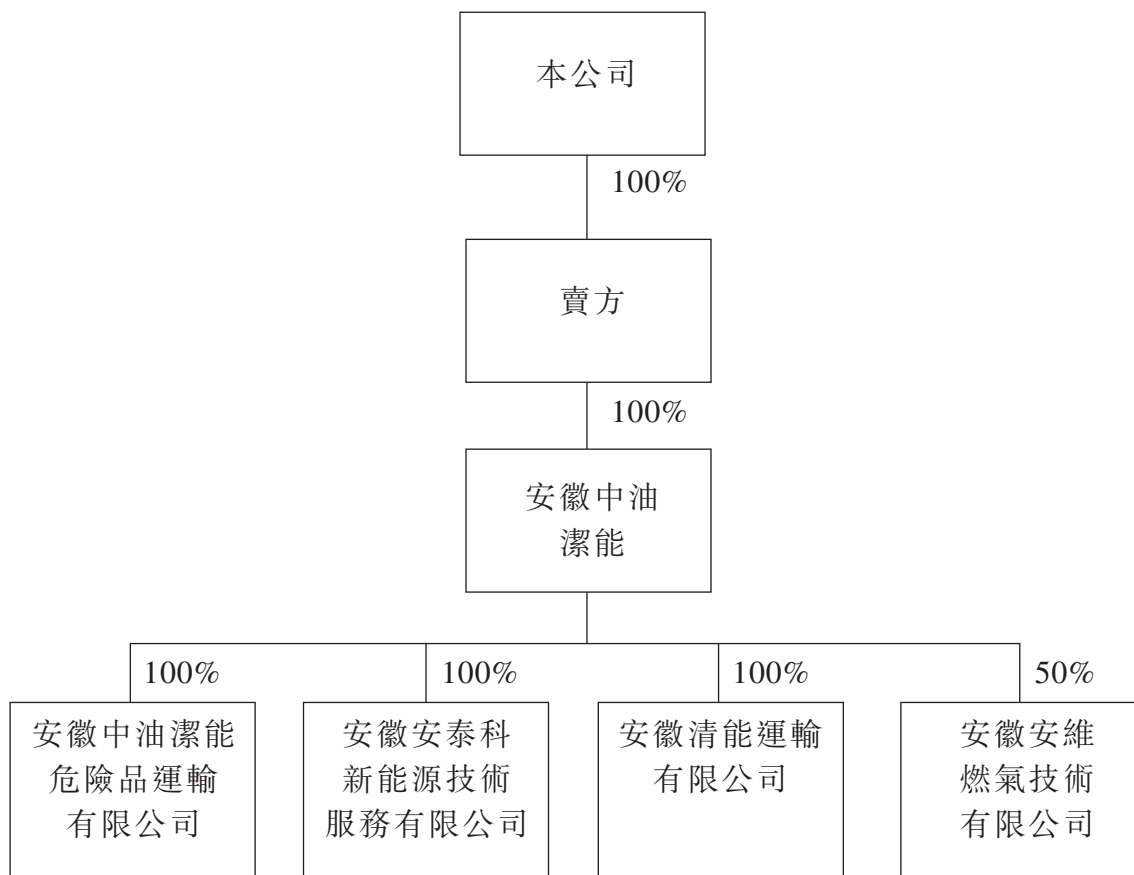 本公司
100%
賣方
100%
安徽中油
潔能
100%
100%
100%
50%
安徽中油潔能
危險品運輸
有限公司
安徽安泰科
新能源技術
服務有限公司
安徽清能運輸
有限公司
安徽安維
燃氣技術
有限公司